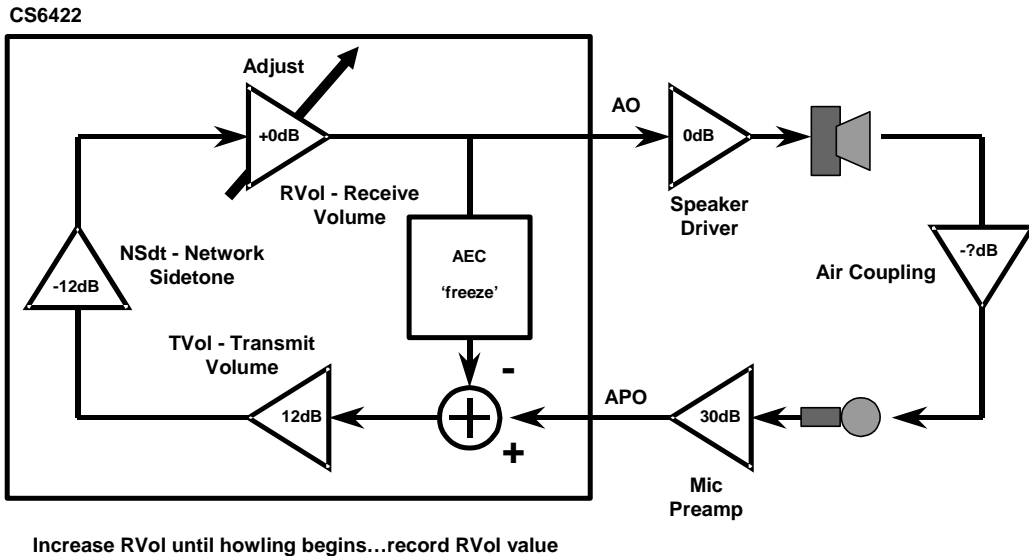 CS6422
Adjust
+0dB
RVol - Receive
Volume
AO
0dB
Speaker
Driver
NSdt - Network
Sidetone
-12dB
AEC
'freeze'
Air Coupling
-?dB
TVol - Transmit
Volume
12dB
-
+
APO
30dB
Mic
Preamp
Increase RVol until howling begins…record RVol value